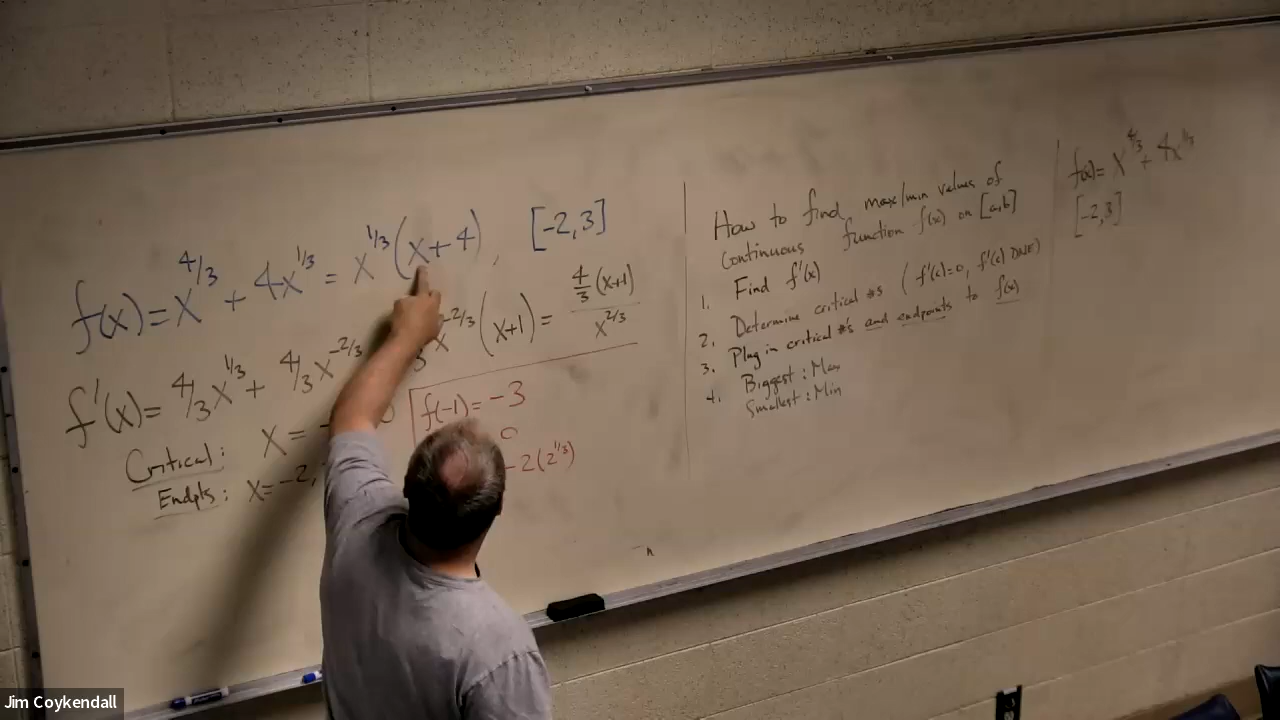 f(x) = x^{4/3} + 4x^{1/3} = x^{1/3}(x+4), [-2,3]
f'(x) = 4/3 x^{1/3} + 4/3 x^{-2/3} 3 x^{-2/3}(x+1) = 4/3 (x+1) / x^{2/3}
Critical: x = -
Endpts: x = -2,
f(-1) = -3
0
-2(2^{1/3})
How to find max/min values of
continuous function f(x) on [a,b]
1. Find f'(x)
2. Determine critical #s (f'(c)=0, f'(c) DNE)
3. Plug in critical #'s and endpoints to f(x)
4. Biggest: Max
Smallest: Min
f(x) = x^{4/3} + 4x^{1/3}
[-2,3]
Jim Coykendall